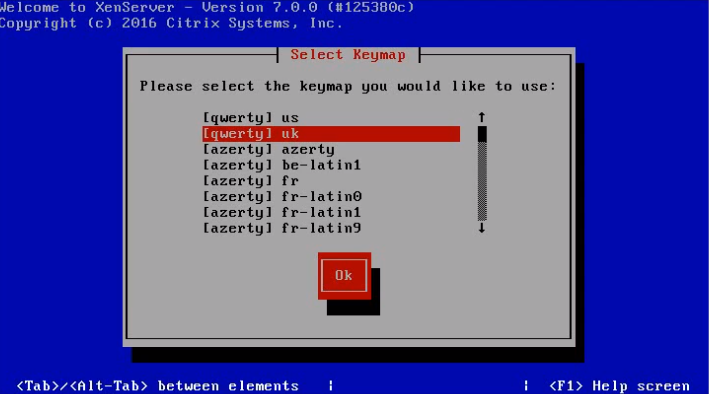 Welcome to XenServer - Version 7.0.0 (#125380c)
Copyright (c) 2016 Citrix Systems, Inc.
Select Keymap
Please select the keymap you would like to use:
[qwerty] us
[qwerty] uk
[azerty] azerty
[azerty] be-latin1
[azerty] fr
[azerty] fr-latin0
[azerty] fr-latin1
[azerty] fr-latin9
Ok
<Tab>/<Alt-Tab> between elements | | <F1> Help screen